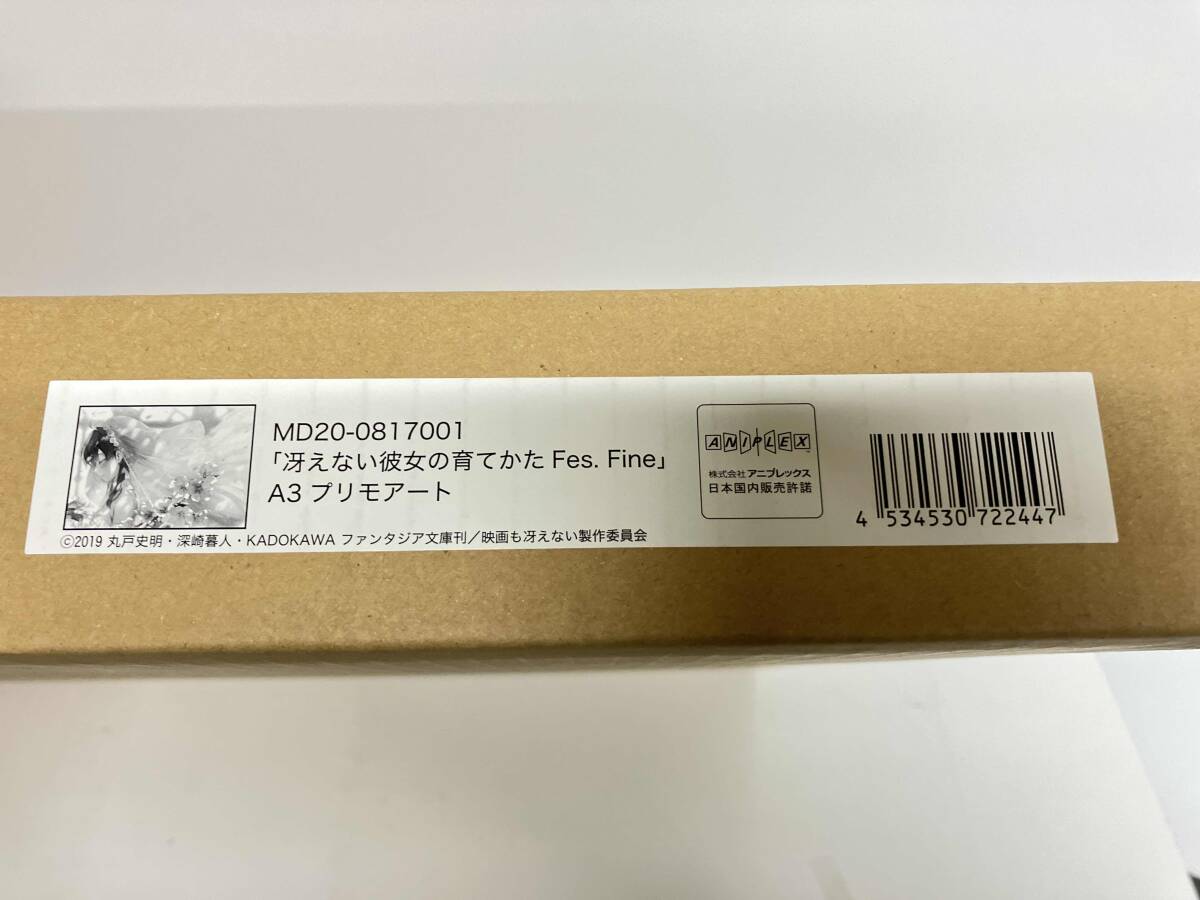 MD20-0817001
「冴えない彼女の育てかた Fes. Fine」
A3 プリモアート
©2019 丸戸史明・深崎暮人・KADOKAWA ファンタジア文庫刊／映画も冴えない製作委員会
ANIPLEX
株式会社 アニプレックス
日本国内販売許諾
4 534530 722447